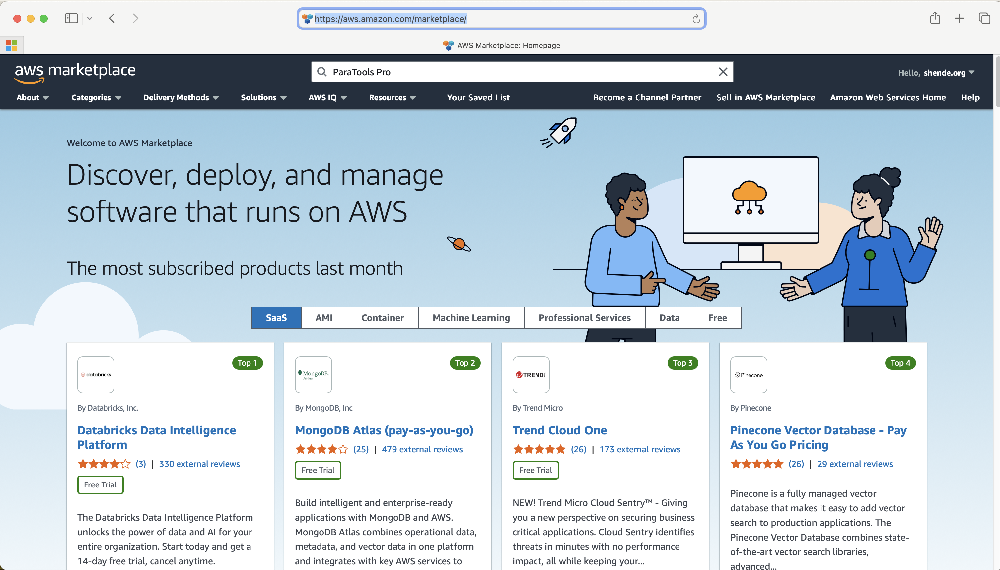 https://aws.amazon.com/marketplace/
AWS Marketplace: Homepage
aws marketplace
ParaTools Pro
Hello, shende.org
About
Categories
Delivery Methods
Solutions
AWS IQ
Resources
Your Saved List
Become a Channel Partner
Sell in AWS Marketplace
Amazon Web Services Home
Help
Welcome to AWS Marketplace
Discover, deploy, and manage
software that runs on AWS
The most subscribed products last month
SaaS
AMI
Container
Machine Learning
Professional Services
Data
Free
databricks
Top 1
By Databricks, Inc.
Databricks Data Intelligence
Platform
(3) | 330 external reviews
Free Trial
The Databricks Data Intelligence Platform
unlocks the power of data and AI for your
entire organization. Start today and get a
14-day free trial, cancel anytime.
MongoDB.
Atlas
Top 2
By MongoDB, Inc
MongoDB Atlas (pay-as-you-go)
(25) | 479 external reviews
Free Trial
Build intelligent and enterprise-ready
applications with MongoDB and AWS.
MongoDB Atlas combines operational data,
metadata, and vector data in one platform
and integrates with key AWS services to
TREND
Top 3
By Trend Micro
Trend Cloud One
(26) | 173 external reviews
Free Trial
NEW! Trend Micro Cloud Sentry™ - Giving
you a new perspective on securing business
critical applications. Cloud Sentry identifies
threats in minutes with no performance
impact, all while keeping your...
Pinecone
Top 4
By Pinecone
Pinecone Vector Database - Pay
As You Go Pricing
(26) | 29 external reviews
Pinecone is a fully managed vector
database that makes it easy to add vector
search to production applications. The
Pinecone Vector Database combines state-
of-the-art vector search libraries,
advanced...